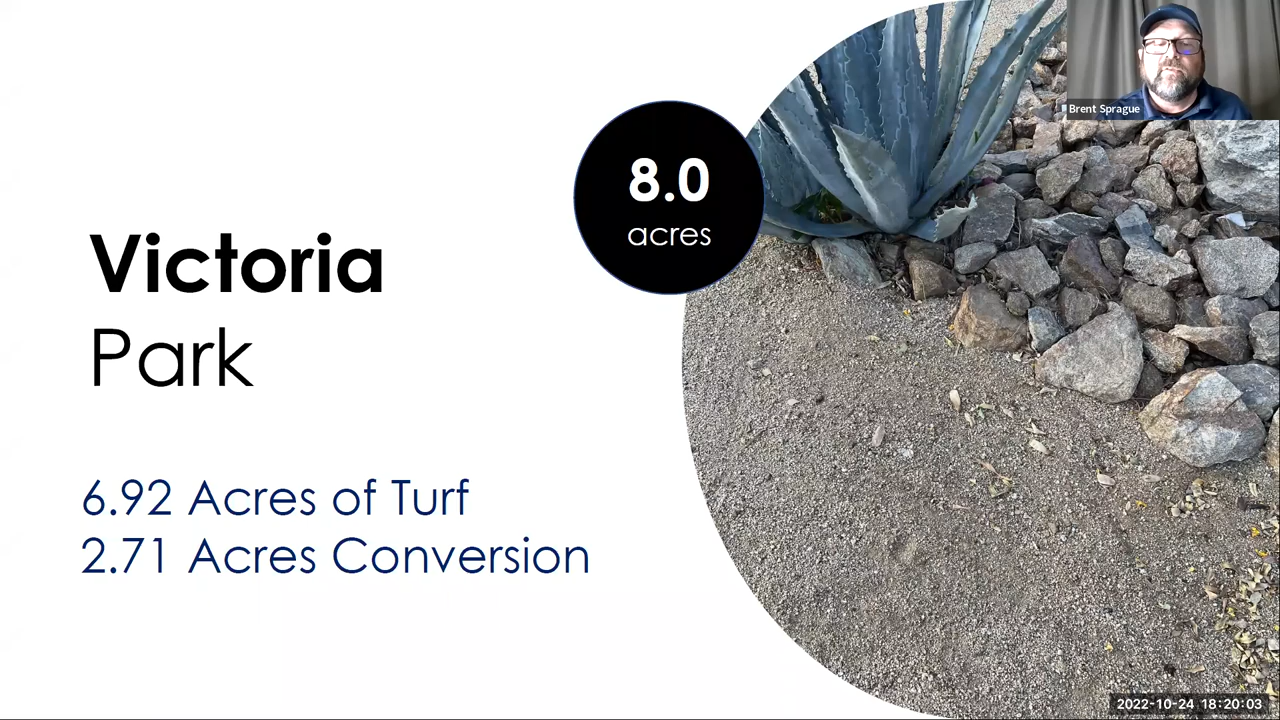 8.0
acres
Victoria
Park
6.92 Acres of Turf
2.71 Acres Conversion
Brent Sprague
2022-10-24 18:20:03